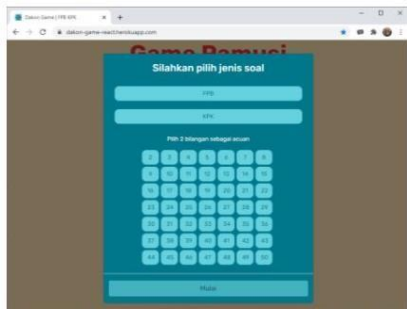 Dakon Game | FPB KPK
dakon-game-react.herokuapp.com
Game Ramusi
Silahkan pilih jenis soal
FPB
KPK
Pilih 2 bilangan sebagai acuan
2 3 4 5 6 7 8
9 10 11 12 13 14 15
16 17 18 19 20 21 22
23 24 25 26 27 28 29
30 31 32 33 34 35 36
37 38 39 40 41 42 43
44 45 46 47 48 49 50
Mulai